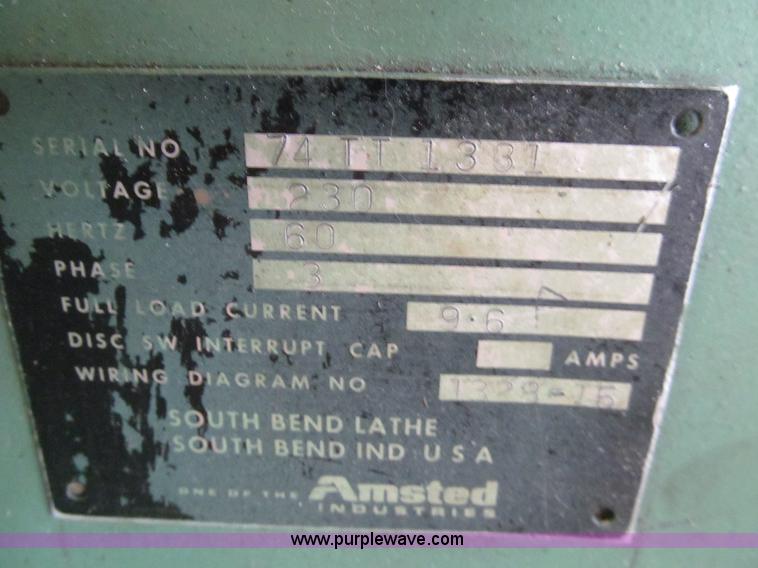 SERIAL NO 74 TT 1331
VOLTAGE 230
HERTZ 60
PHASE 3
FULL LOAD CURRENT 9.6
DISC SW INTERRUPT CAP AMPS
WIRING DIAGRAM NO
SOUTH BEND LATHE
SOUTH BEND IND U S A
ONE OF THE Amsted
INDUSTRIES
www.purplewave.com